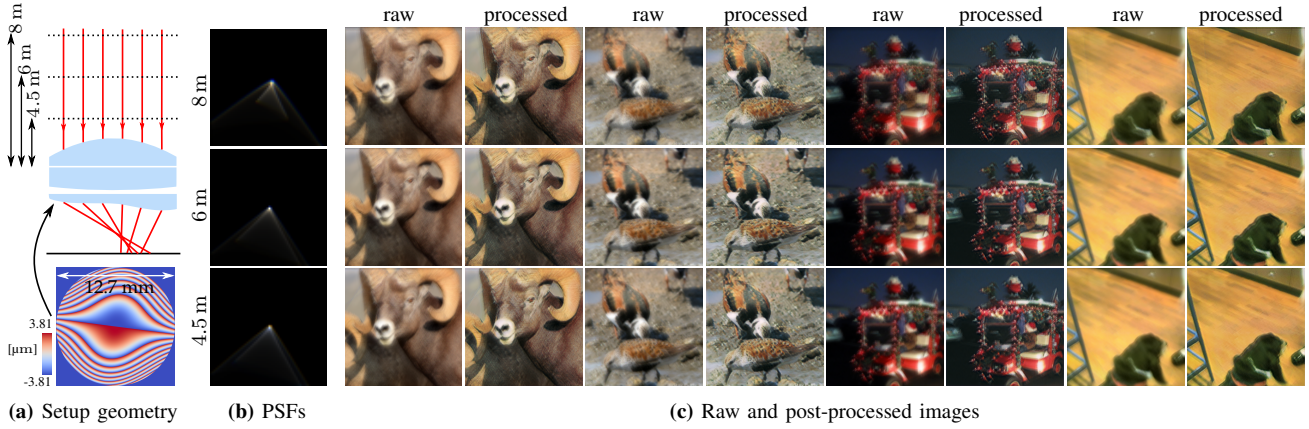 raw processed raw processed raw processed raw processed
8 m
6 m
4.5 m
8 m
6 m
4.5 m
12.7 mm
3.81
[µm]
-3.81
(a) Setup geometry
(b) PSFs
(c) Raw and post-processed images